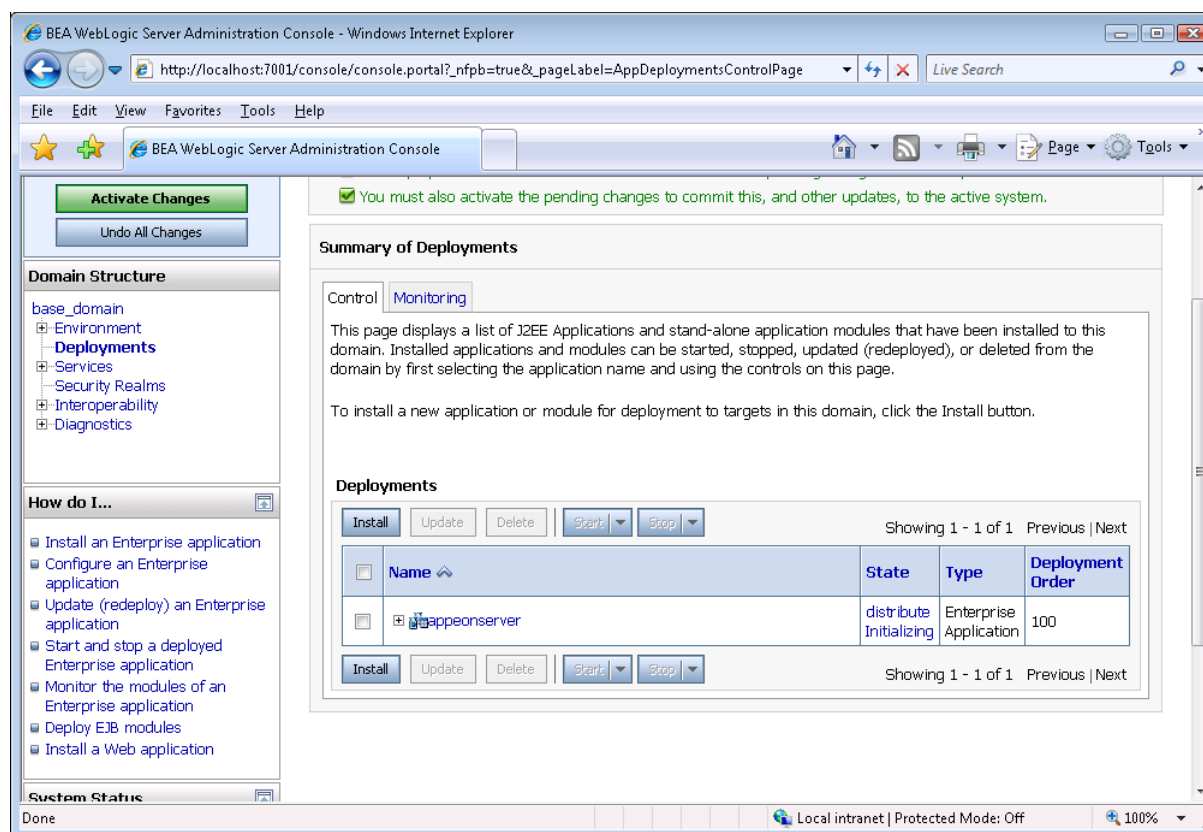 BEA WebLogic Server Administration Console - Windows Internet Explorer
http://localhost:7001/console/console.portal?_nfpb=true&_pageLabel=AppDeploymentsControlPage
Live Search
File Edit View Favorites Tools Help
BEA WebLogic Server Administration Console
Page Tools
Activate Changes
Undo All Changes
Domain Structure
base_domain
Environment
Deployments
Services
Security Realms
Interoperability
Diagnostics
How do I...
Install an Enterprise application
Configure an Enterprise
application
Update (redeploy) an Enterprise
application
Start and stop a deployed
Enterprise application
Monitor the modules of an
Enterprise application
Deploy EJB modules
Install a Web application
System Status
You must also activate the pending changes to commit this, and other updates, to the active system.
Summary of Deployments
Control Monitoring
This page displays a list of J2EE Applications and stand-alone application modules that have been installed to this
domain. Installed applications and modules can be started, stopped, updated (redeployed), or deleted from the
domain by first selecting the application name and using the controls on this page.
To install a new application or module for deployment to targets in this domain, click the Install button.
Deployments
Install Update Delete Start Stop Showing 1 - 1 of 1 Previous | Next
Name State Type Deployment
Order
appeonserver distribute Enterprise 100
Initializing Application
Install Update Delete Start Stop Showing 1 - 1 of 1 Previous | Next
Done Local intranet | Protected Mode: Off 100%